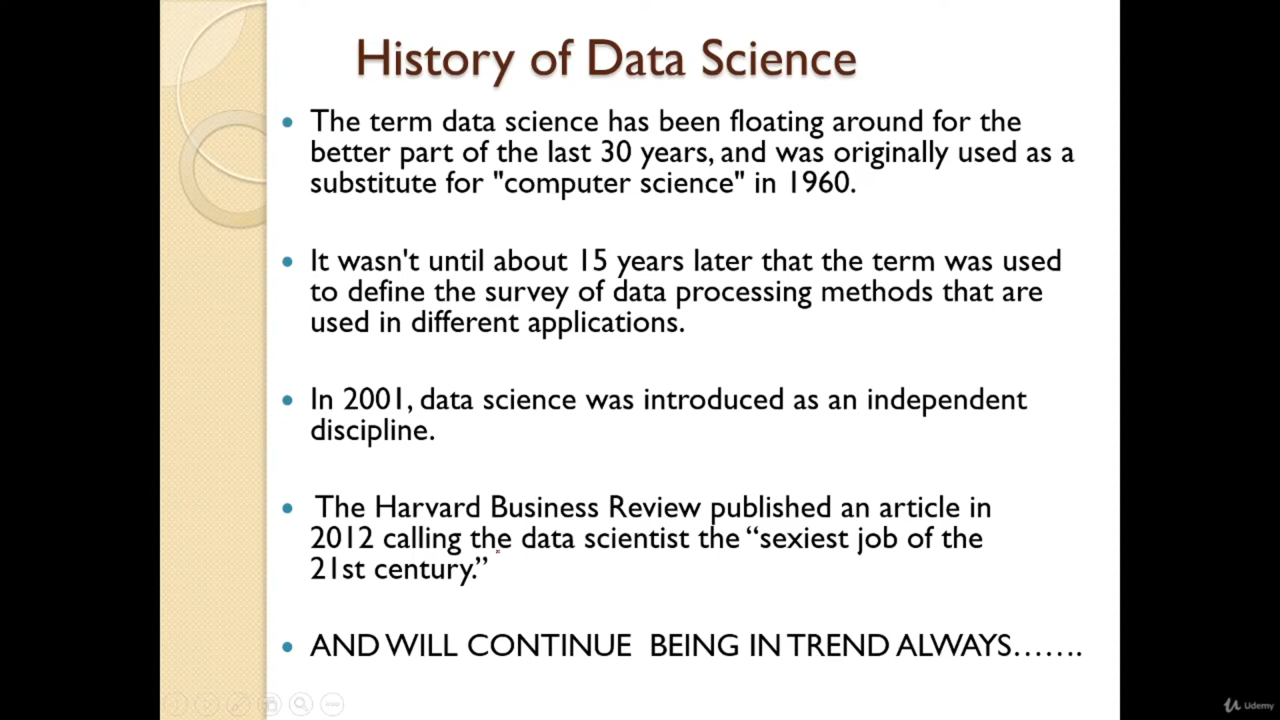 History of Data Science
The term data science has been floating around for the
better part of the last 30 years, and was originally used as a
substitute for "computer science" in 1960.
It wasn't until about 15 years later that the term was used
to define the survey of data processing methods that are
used in different applications.
In 2001, data science was introduced as an independent
discipline.
The Harvard Business Review published an article in
2012 calling the data scientist the “sexiest job of the
21st century.”
AND WILL CONTINUE BEING IN TREND ALWAYS…….
Udemy